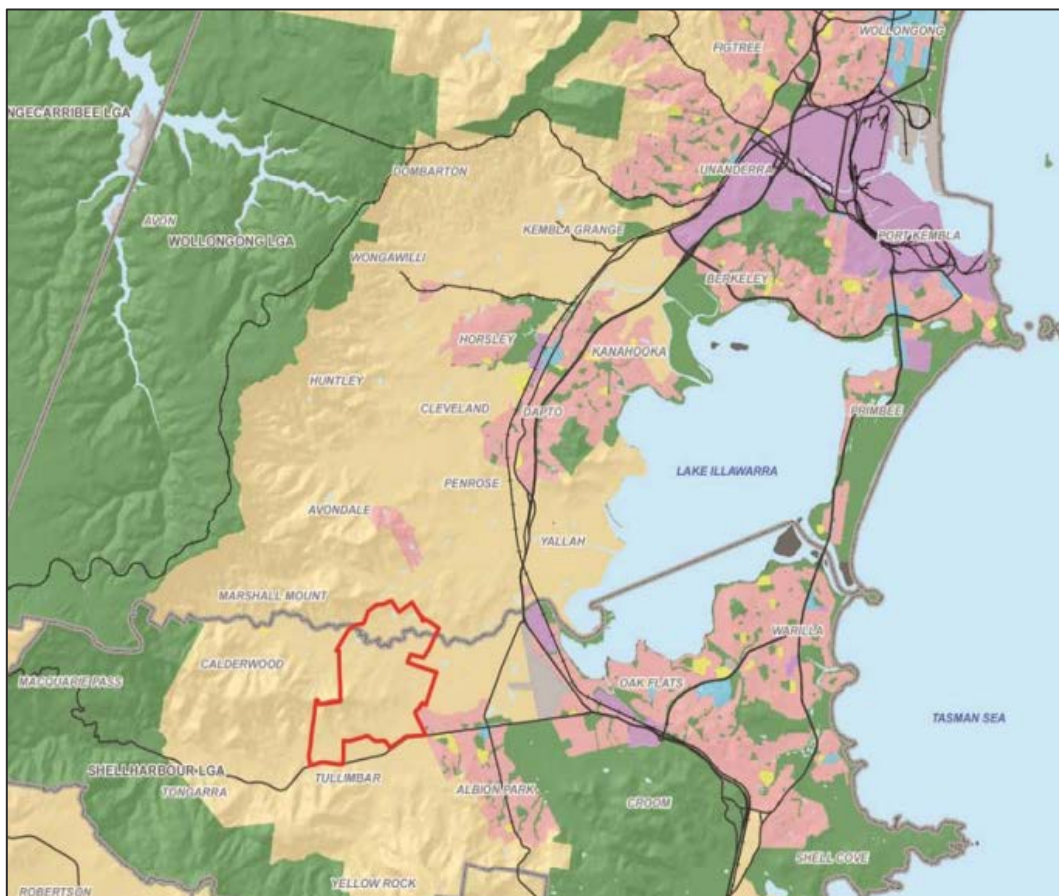 WOLLONGONG
FIGTREE
NGECARRIBEE LGA
DOMBARTON
UNANDERRA
AVON
WOLLONGONG LGA
KEMBLA GRANGE
PORT KEMBLA
WONGAWILLI
BERKELEY
HORSLEY
KANAHOOKA
HUNTLEY
CLEVELAND
DAPTO
PRIMBEE
LAKE ILLAWARRA
PENROSE
AVONDALE
YALLAH
MARSHALL MOUNT
WARILLA
CALDERWOOD
MACQUARIE PASS
OAK FLATS
TASMAN SEA
SHELLHARBOUR LGA
TULLIMBAR
TONGARRA
ALBION PARK
CROOM
SHELL COVE
YELLOW ROCK
ROBERTSON